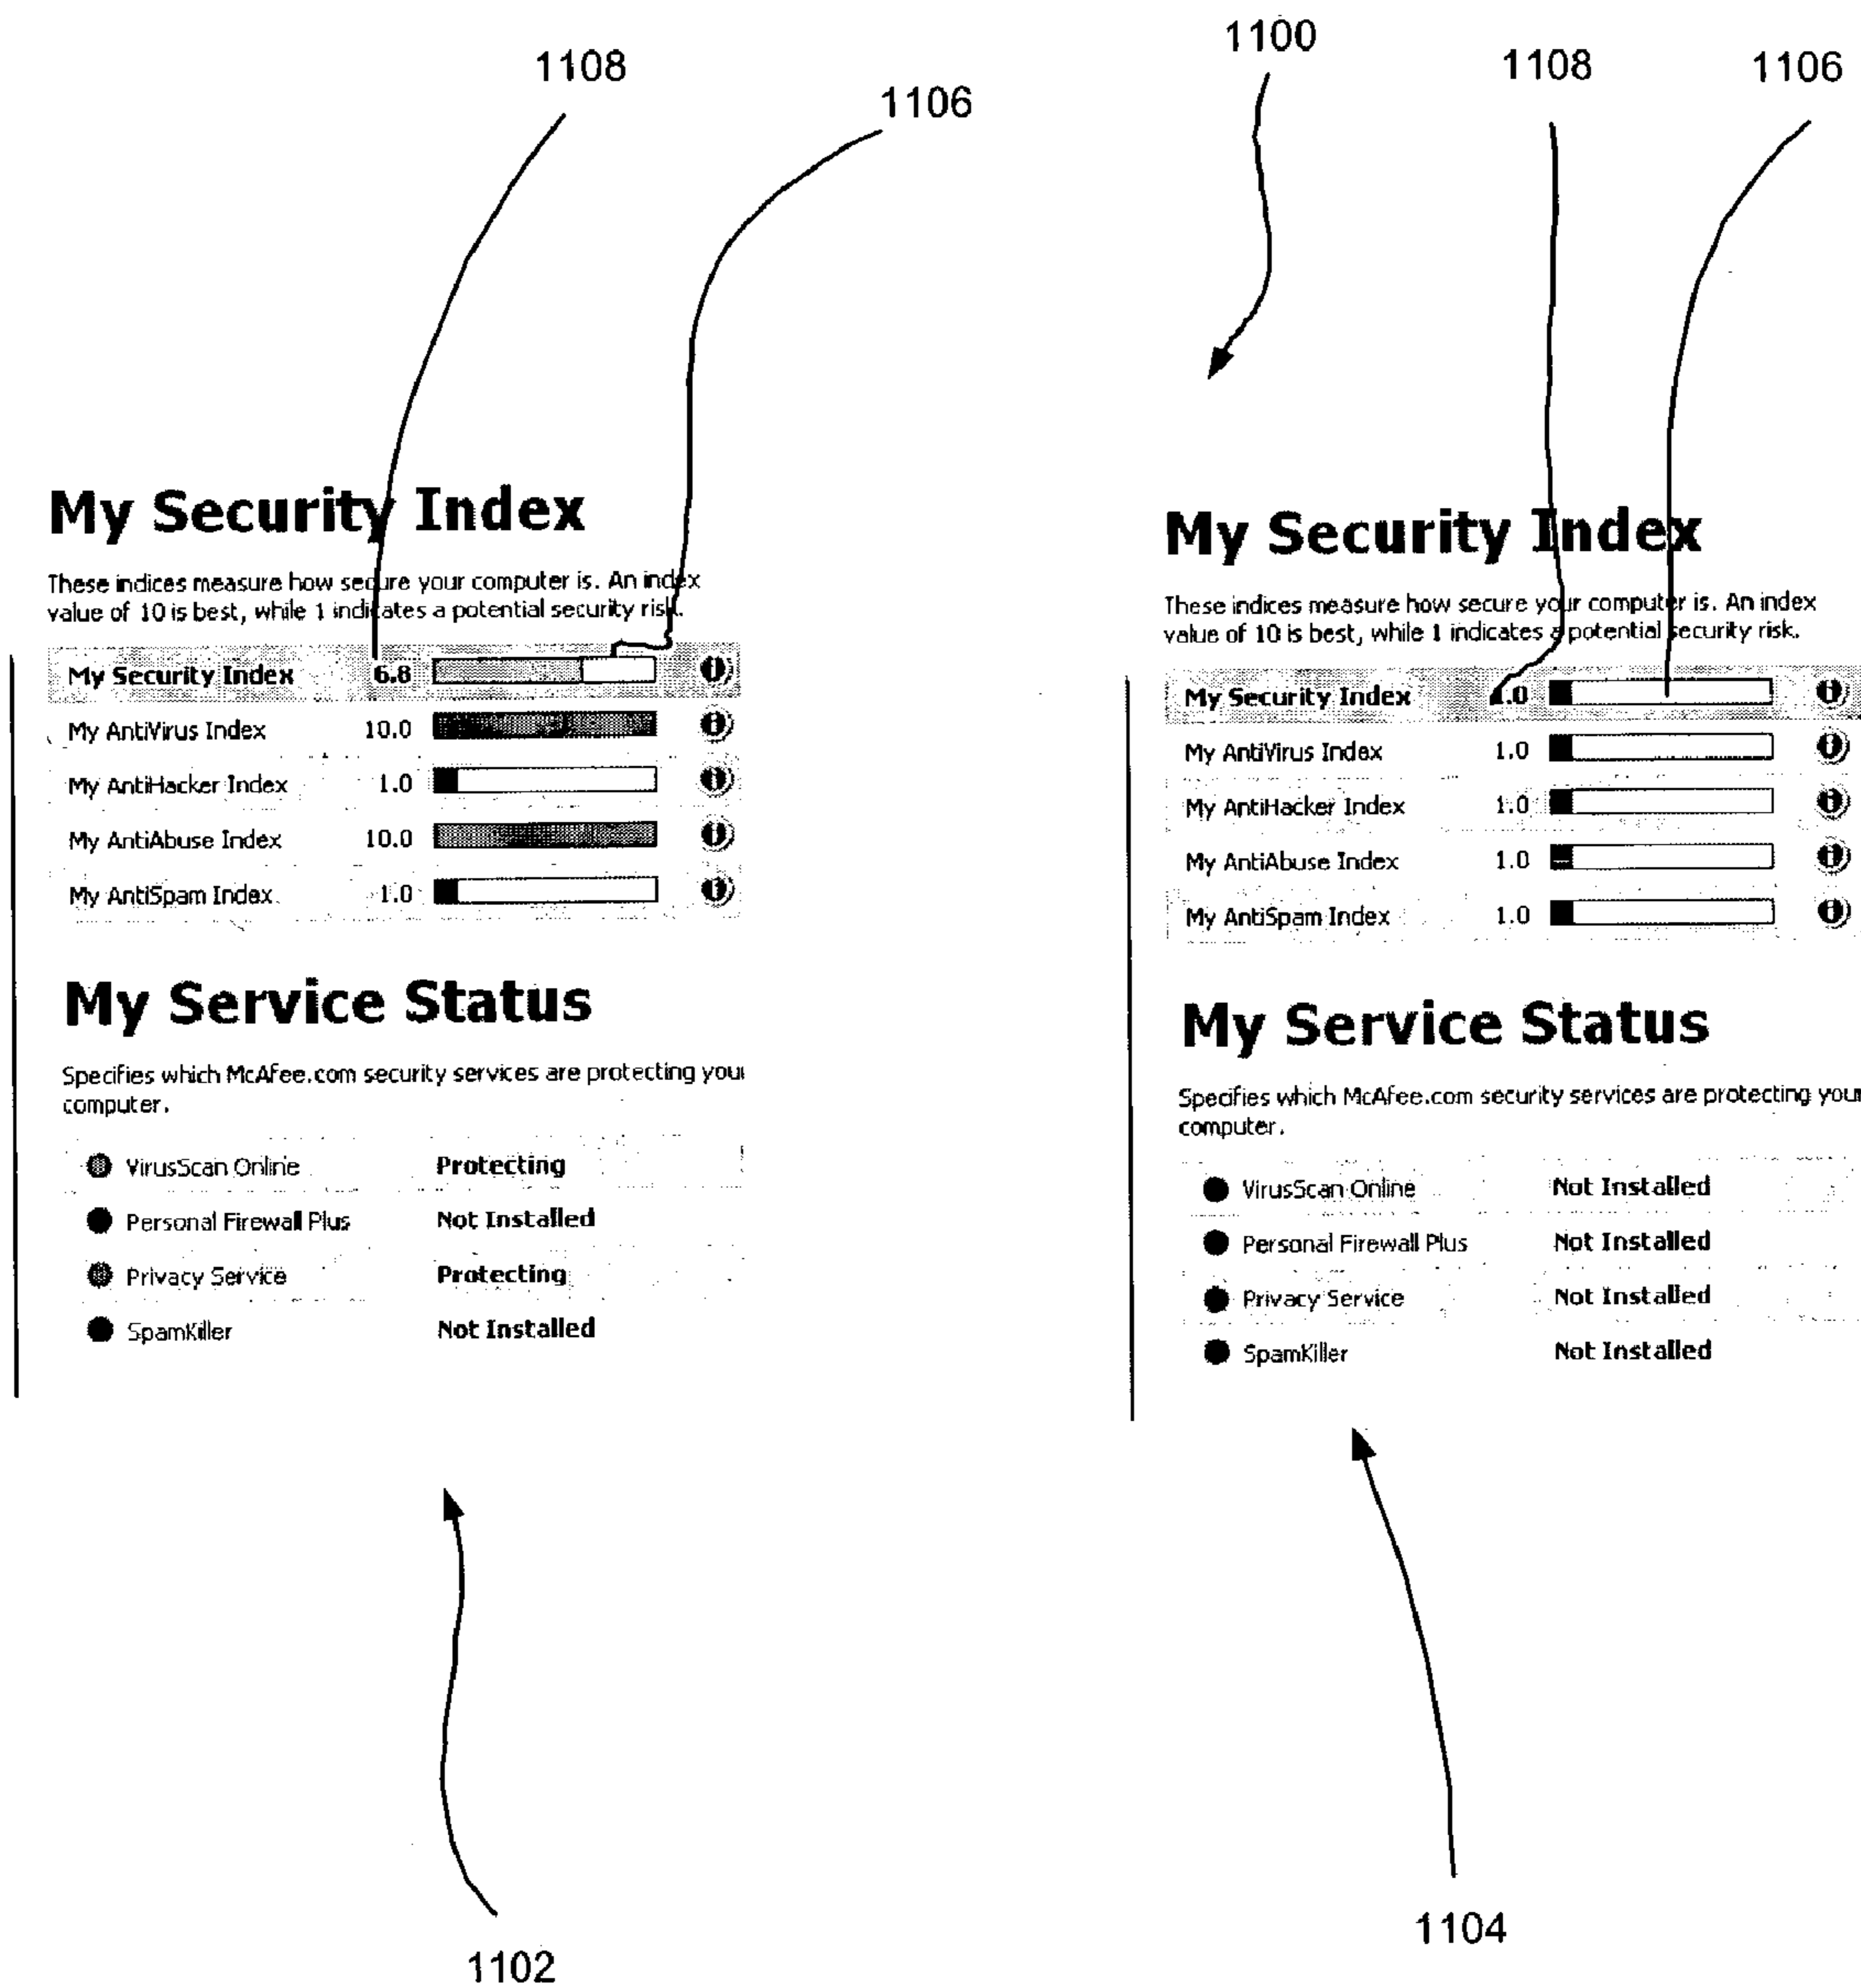 1108
1106
My Security Index
These indices measure how secure your computer is. An index
value of 10 is best, while 1 indicates a potential security risk.
My Security Index 6.8
My AntiVirus Index 10.0
My AntiHacker Index 1.0
My AntiAbuse Index 10.0
My AntiSpam Index 1.0
My Service Status
Specifies which McAfee.com security services are protecting your
computer.
VirusScan Online Protecting
Personal Firewall Plus Not Installed
Privacy Service Protecting
SpamKiller Not Installed
1102
1100
1108
1106
My Security Index
These indices measure how secure your computer is. An index
value of 10 is best, while 1 indicates a potential security risk.
My Security Index 1.0
My AntiVirus Index 1.0
My AntiHacker Index 1.0
My AntiAbuse Index 1.0
My AntiSpam Index 1.0
My Service Status
Specifies which McAfee.com security services are protecting your
computer.
VirusScan Online Not Installed
Personal Firewall Plus Not Installed
Privacy Service Not Installed
SpamKiller Not Installed
1104